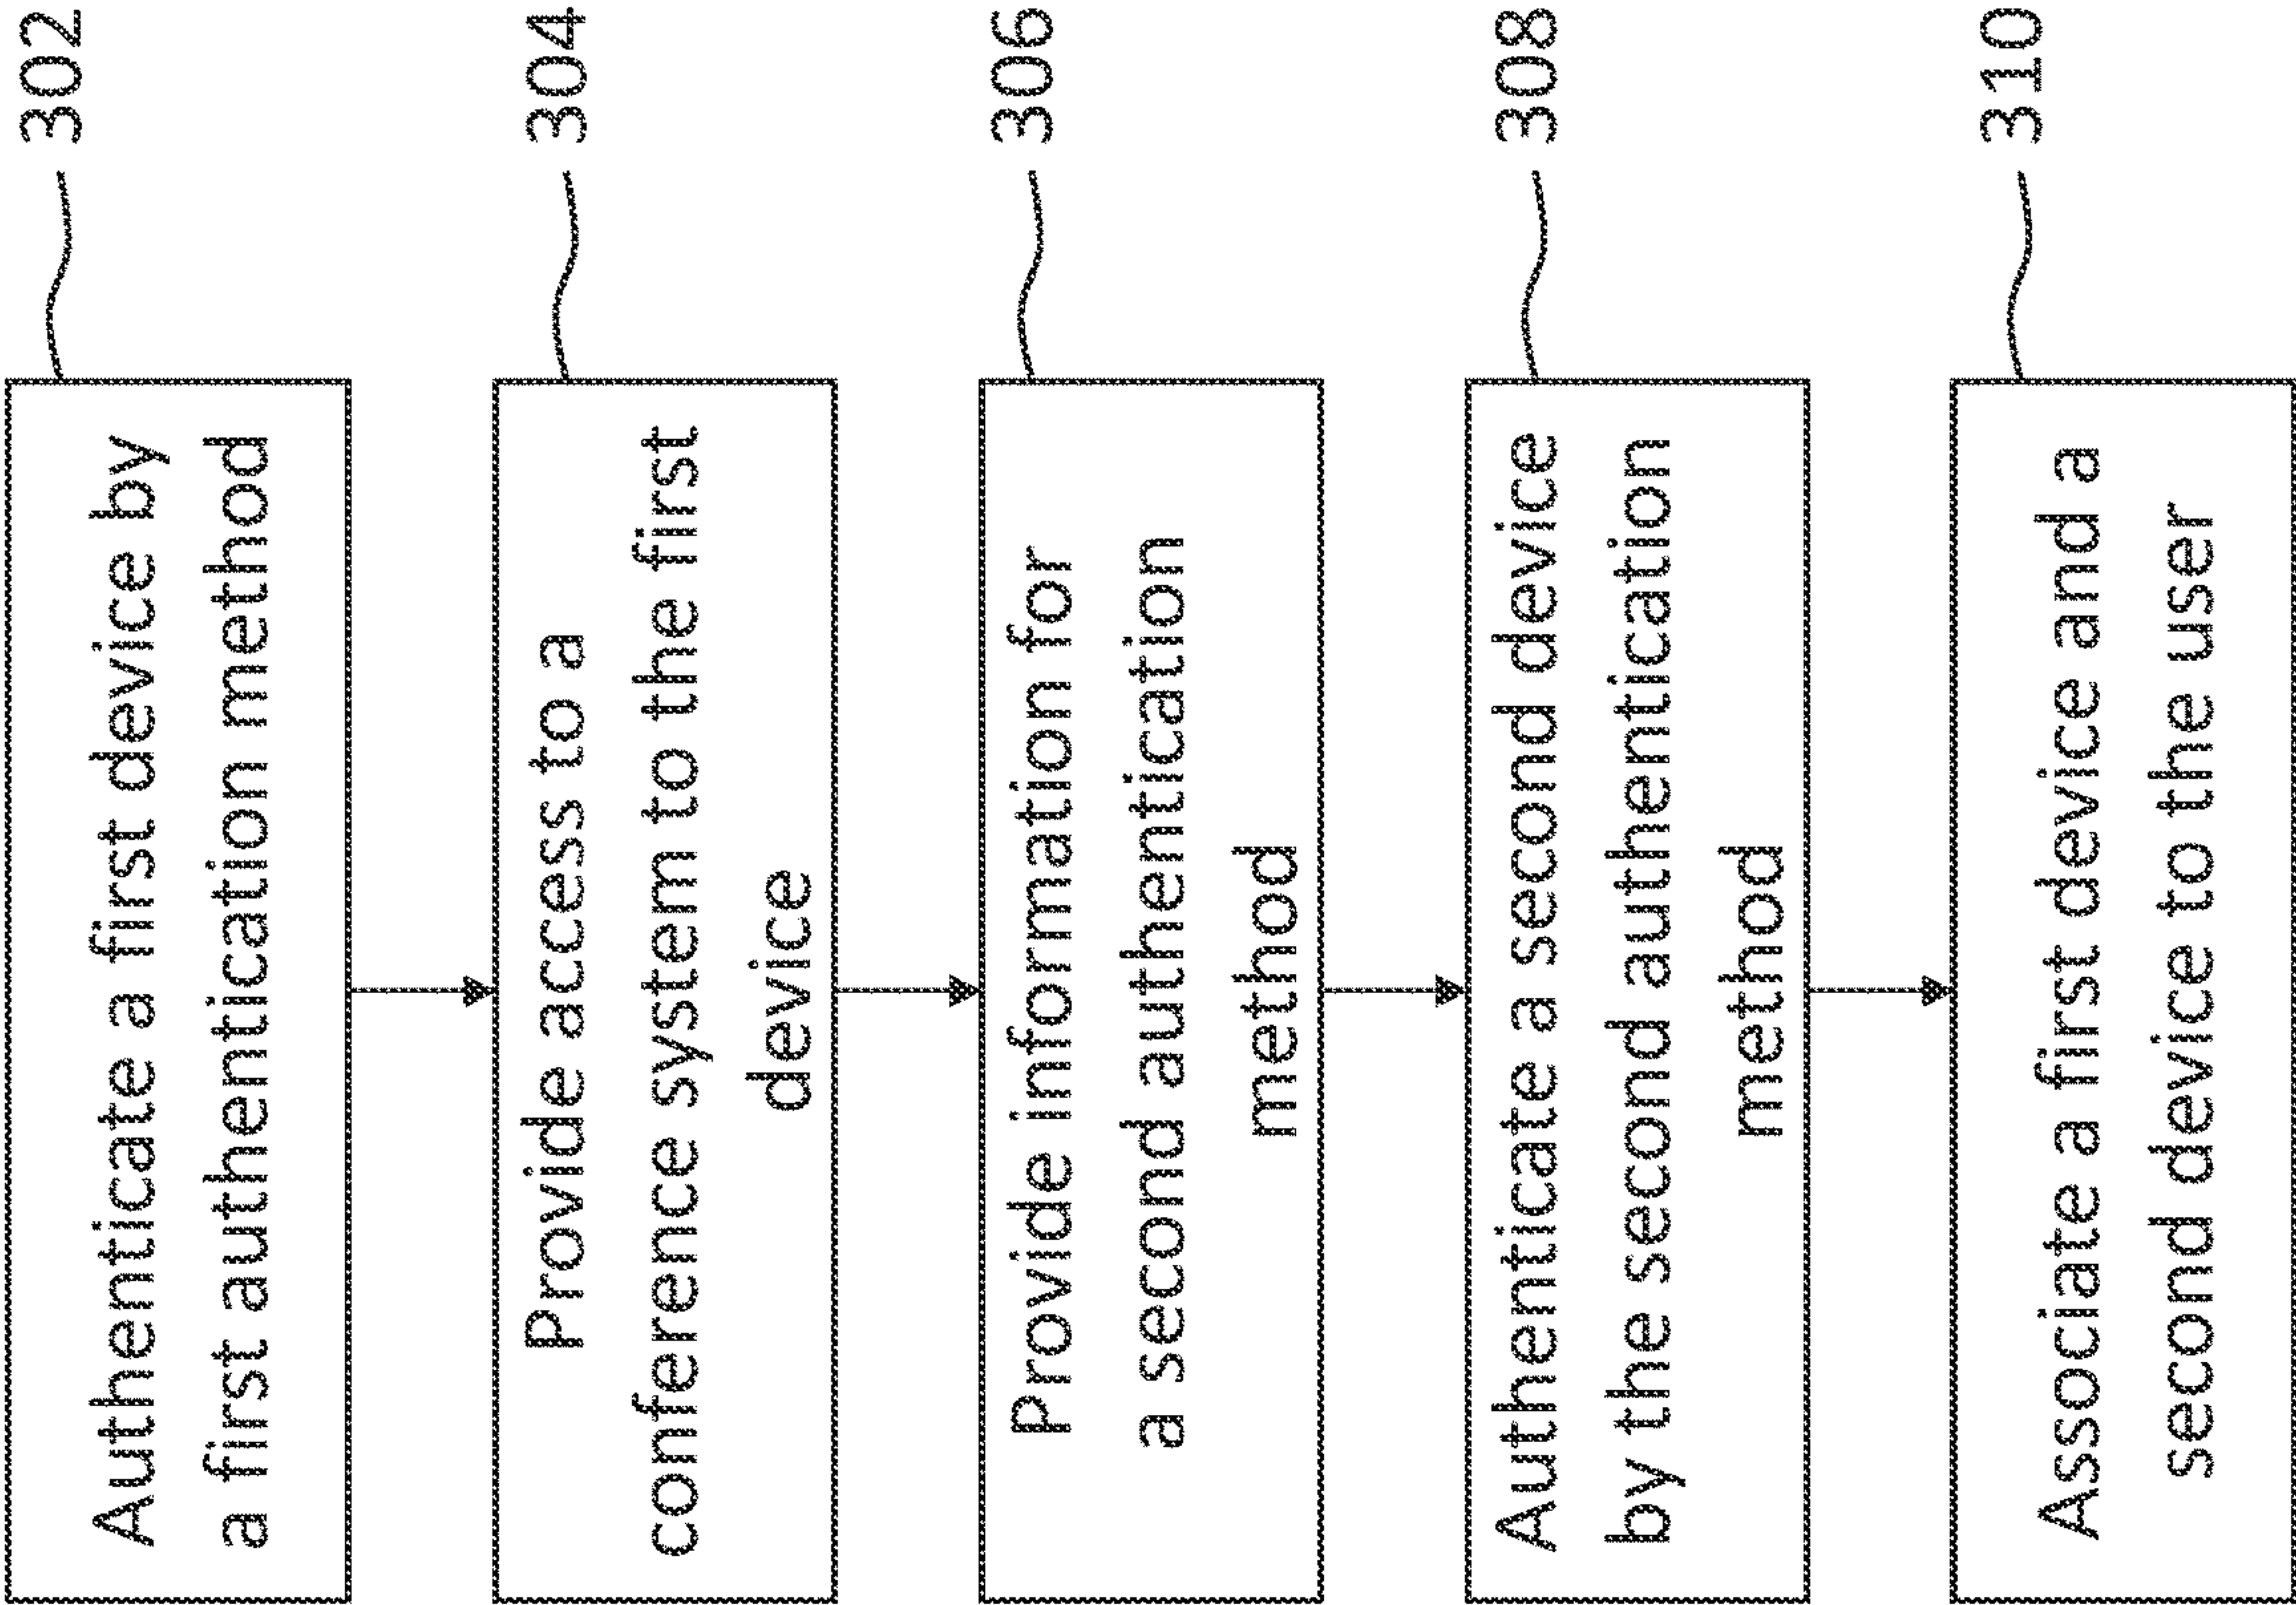 Authenticate a first device by
a first authentication method
302
Provide access to a
conference system to the first
device
304
Provide information for
a second authentication
method
306
Authenticate a second device
by the second authentication
method
308
Associate a first device and a
second device to the user
310